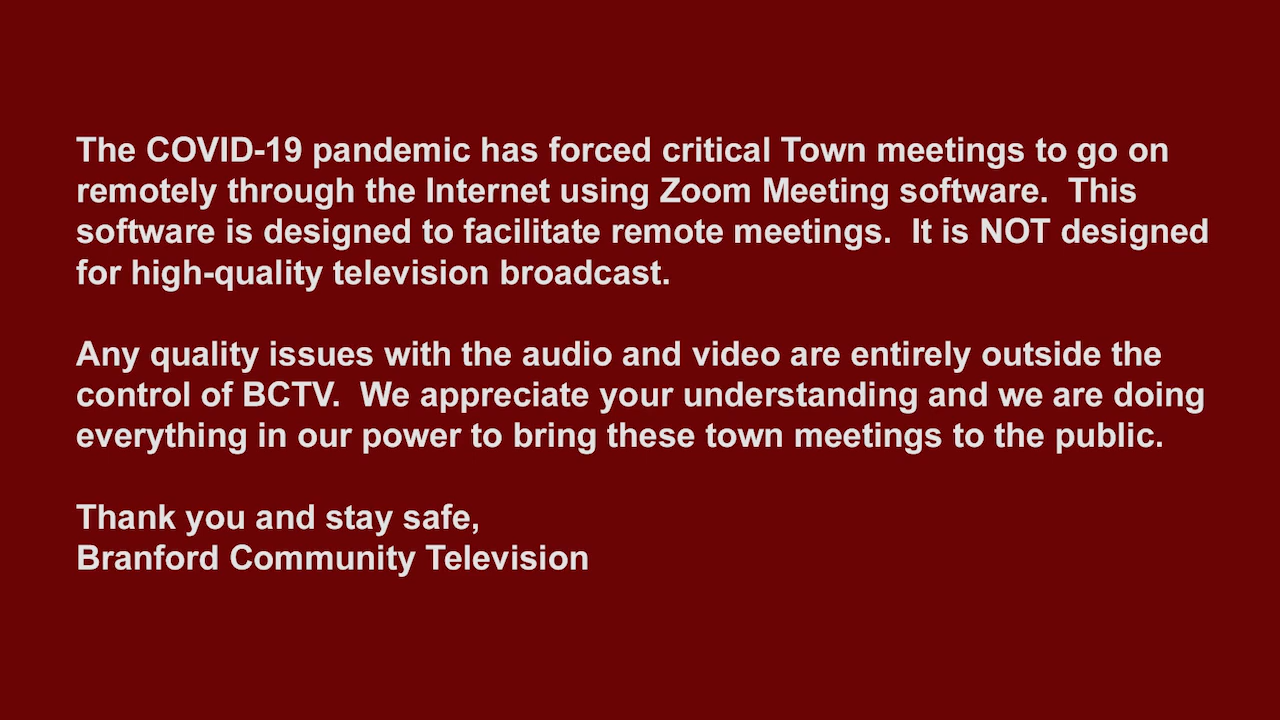 The COVID-19 pandemic has forced critical Town meetings to go on
remotely through the Internet using Zoom Meeting software.  This
software is designed to facilitate remote meetings.  It is NOT designed
for high-quality television broadcast.

Any quality issues with the audio and video are entirely outside the
control of BCTV.  We appreciate your understanding and we are doing
everything in our power to bring these town meetings to the public.

Thank you and stay safe,
Branford Community Television